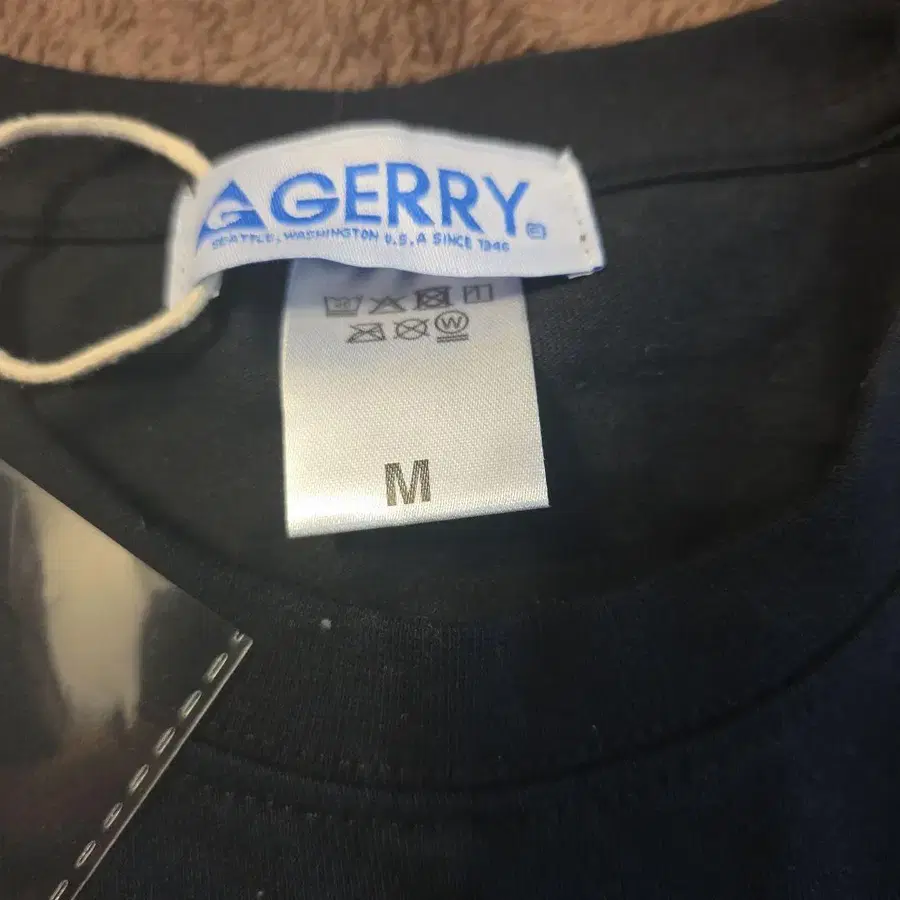 GERRY
SEATTLE, WASHINGTON U.S.A SINCE 1946
W
M